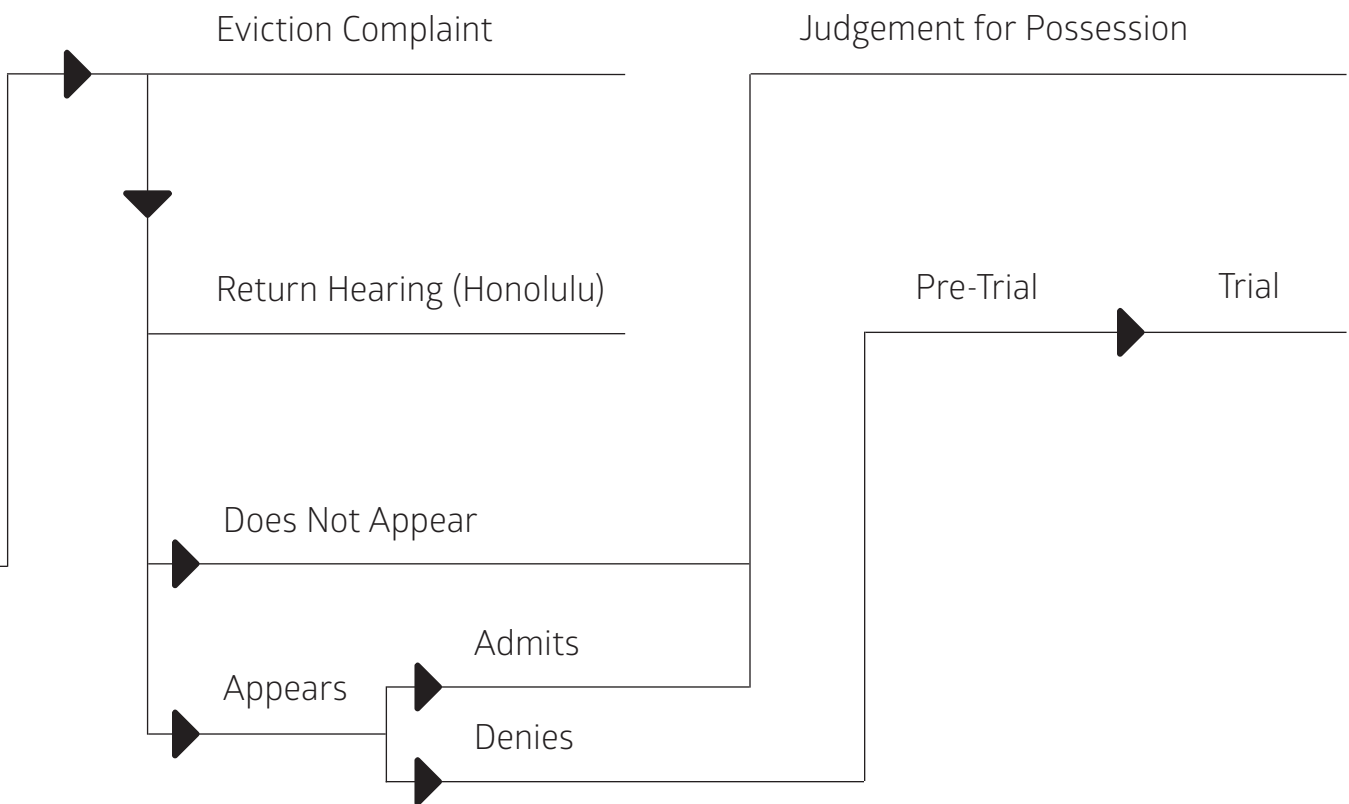 Eviction Complaint
Judgement for Possession
Return Hearing (Honolulu)
Pre-Trial
Trial
Does Not Appear
Admits
Appears
Denies